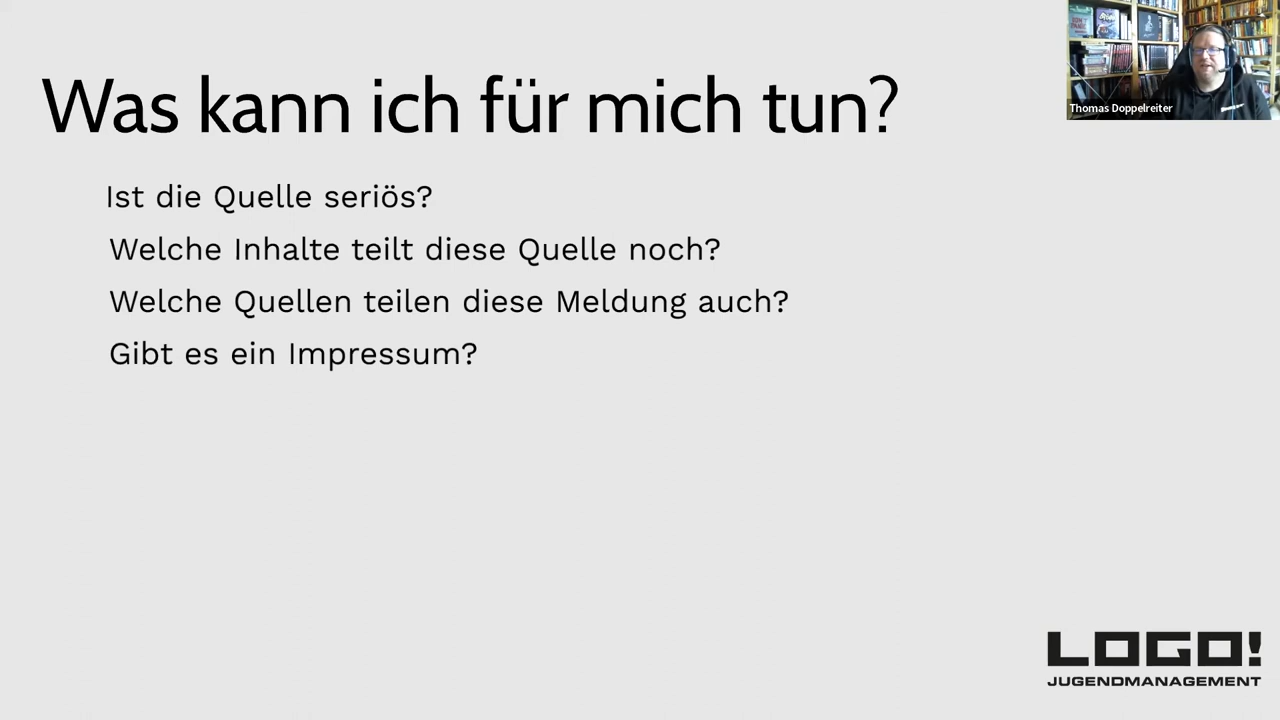 Was kann ich für mich tun?
Thomas Doppelreiter
Ist die Quelle seriös?
Welche Inhalte teilt diese Quelle noch?
Welche Quellen teilen diese Meldung auch?
Gibt es ein Impressum?
LOGO!
JUGENDMANAGEMENT